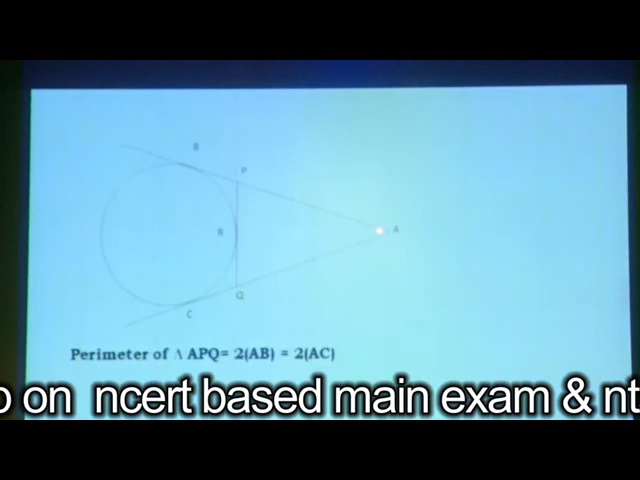 B
P
R
A
Q
C
Perimeter of Δ APQ= 2(AB) = 2(AC)
on ncert based main exam & nt